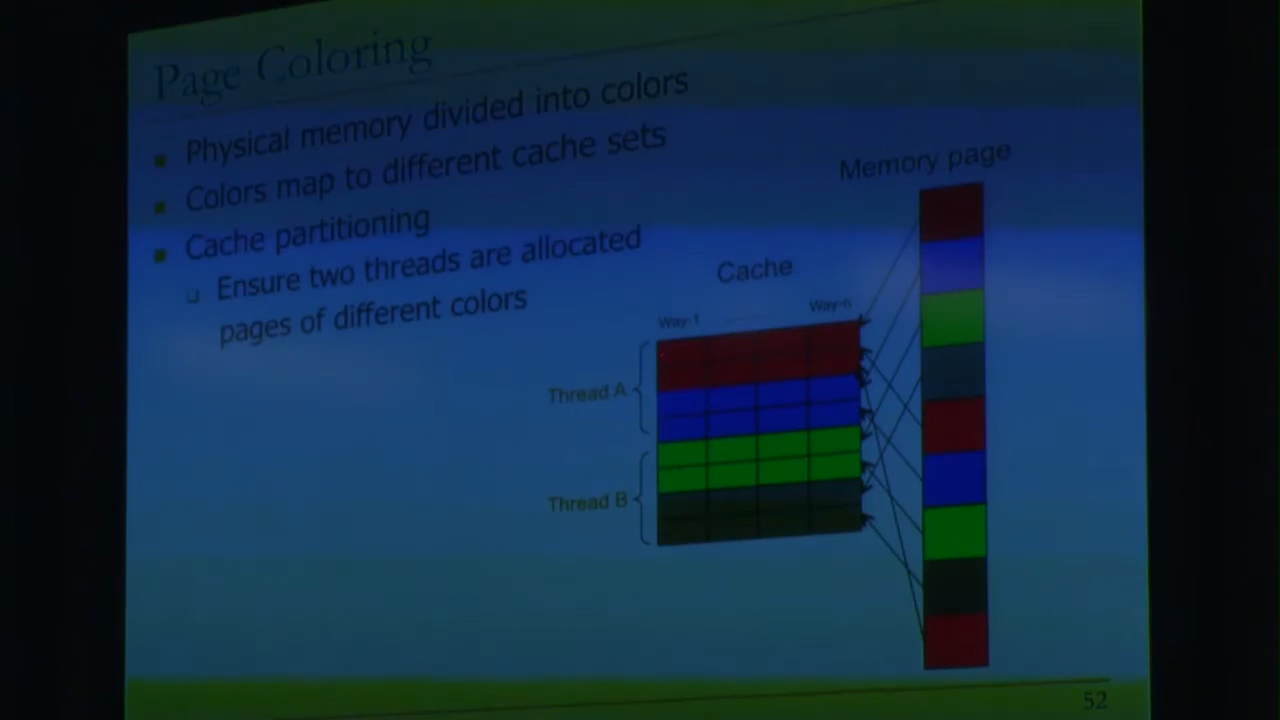 Page Coloring
Physical memory divided into colors
Colors map to different cache sets
Cache partitioning
Ensure two threads are allocated
pages of different colors
Memory page
Cache
Way-1
Way-n
Thread A
Thread B
52